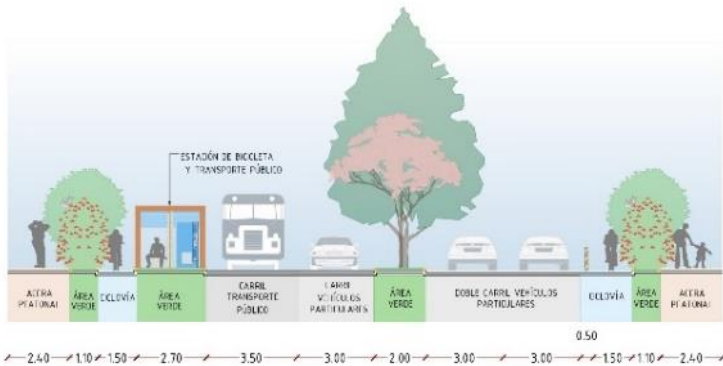 ESTACIÓN DE BICICLETA
Y TRANSPORTE PÚBLICO
ACERA
PEATONAL
ÁREA
VERDE
CICLOVÍA
ÁREA
VERDE
CARRIL
TRANSPORTE
PÚBLICO
CARRIL
VEHÍCULOS
PARTICULARES
ÁREA
VERDE
DOBLE CARRIL VEHÍCULOS
PARTICULARES
CICLOVÍA
ÁREA
VERDE
ACERA
PEATONAL
0.50
2.40 1.10 1.50 2.70 3.50 3.00 2.00 3.00 3.00 1.50 1.10 2.40